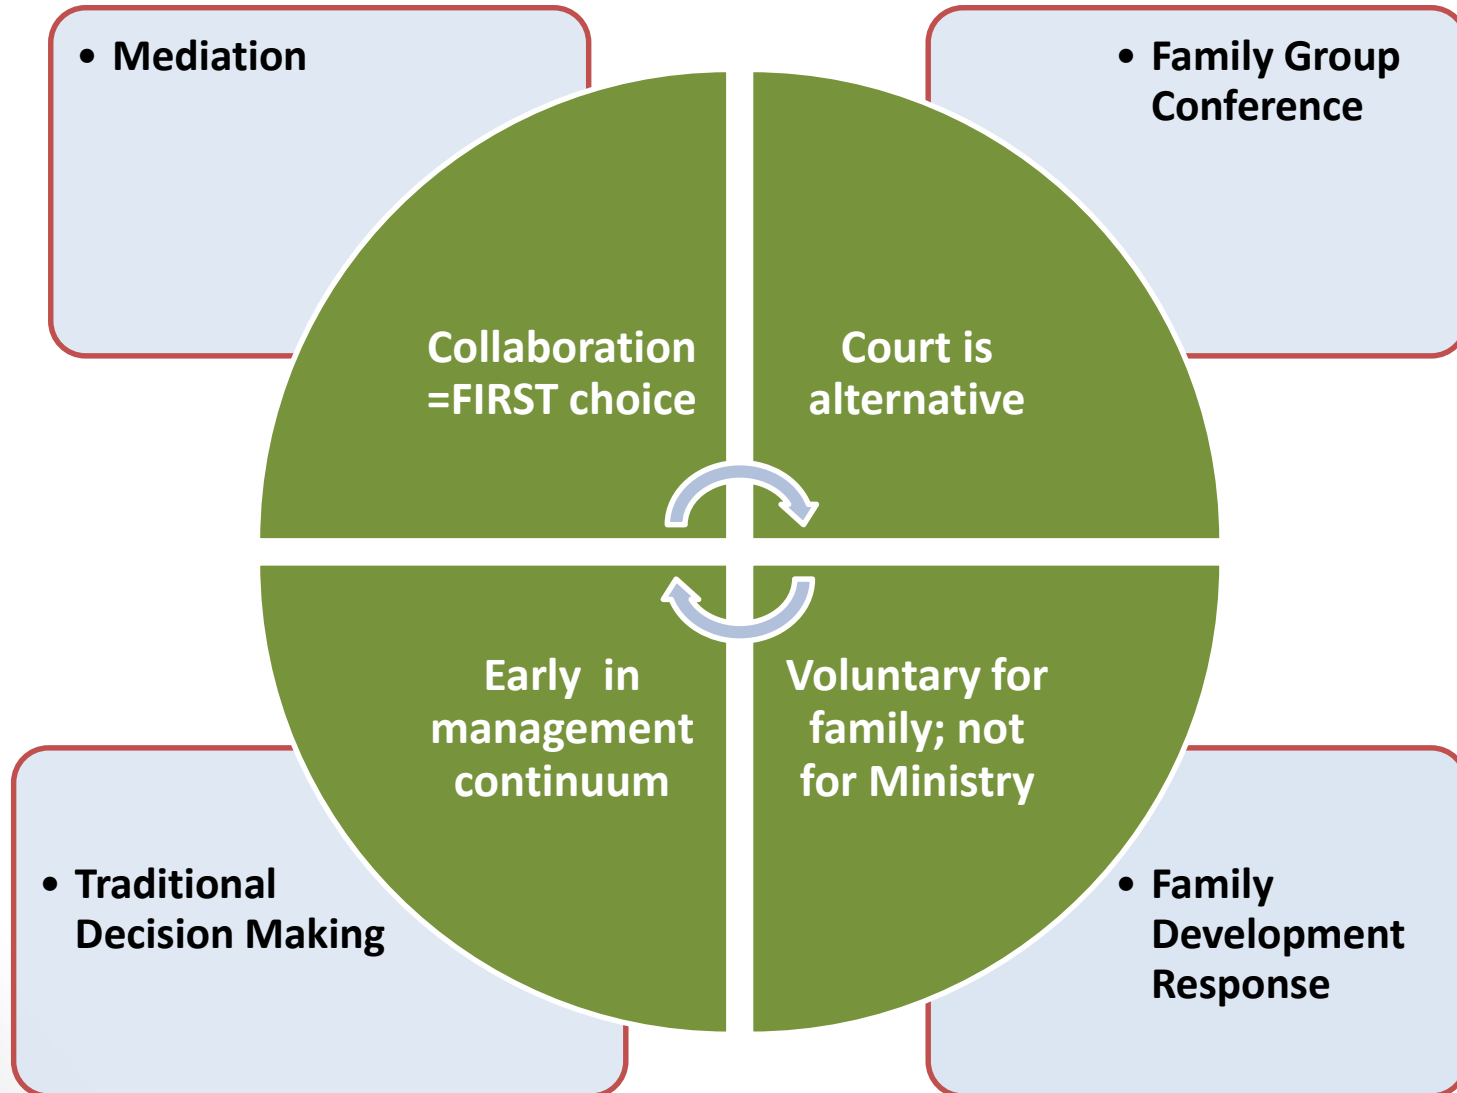 • Mediation
• Family Group
Conference
Collaboration
=FIRST choice
Court is
alternative
Early  in
management
continuum
Voluntary for
family; not
for Ministry
• Traditional
Decision Making
• Family
Development
Response